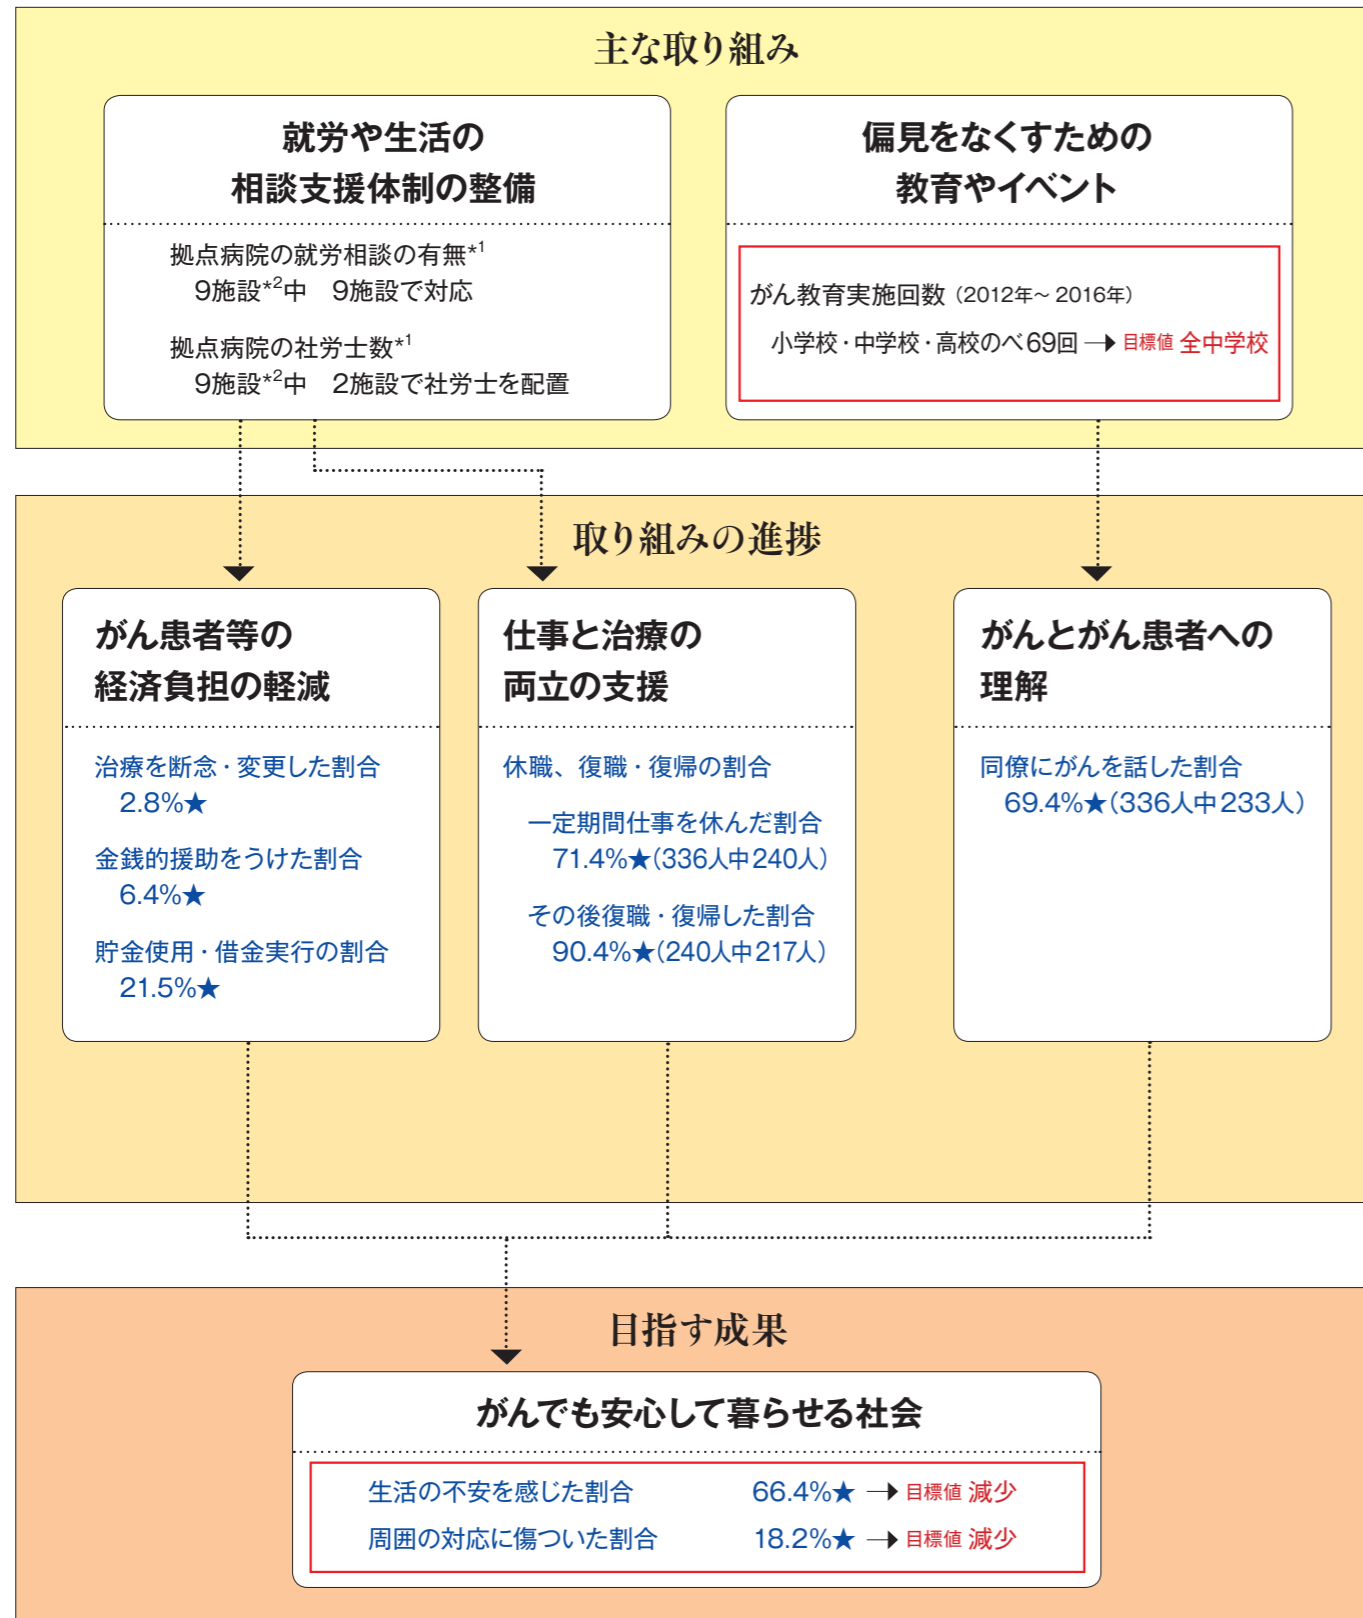 主な取り組み
就労や生活の
相談支援体制の整備
拠点病院の就労相談の有無*1
9施設*2中　9施設で対応
拠点病院の社労士数*1
9施設*2中　2施設で社労士を配置
偏見をなくすための
教育やイベント
がん教育実施回数（2012年～2016年）
小学校・中学校・高校のべ69回→目標値 全中学校
取り組みの進捗
がん患者等の
経済負担の軽減
治療を断念・変更した割合
2.8%★
金銭的援助をうけた割合
6.4%★
貯金使用・借金実行の割合
21.5%★
仕事と治療の
両立の支援
休職、復職・復帰の割合
一定期間仕事を休んだ割合
71.4%★（336人中240人）
その後復職・復帰した割合
90.4%★（240人中217人）
がんとがん患者への
理解
同僚にがんを話した割合
69.4%★（336人中233人）
目指す成果
がんでも安心して暮らせる社会
生活の不安を感じた割合　66.4%★→目標値 減少
周囲の対応に傷ついた割合　18.2%★→目標値 減少